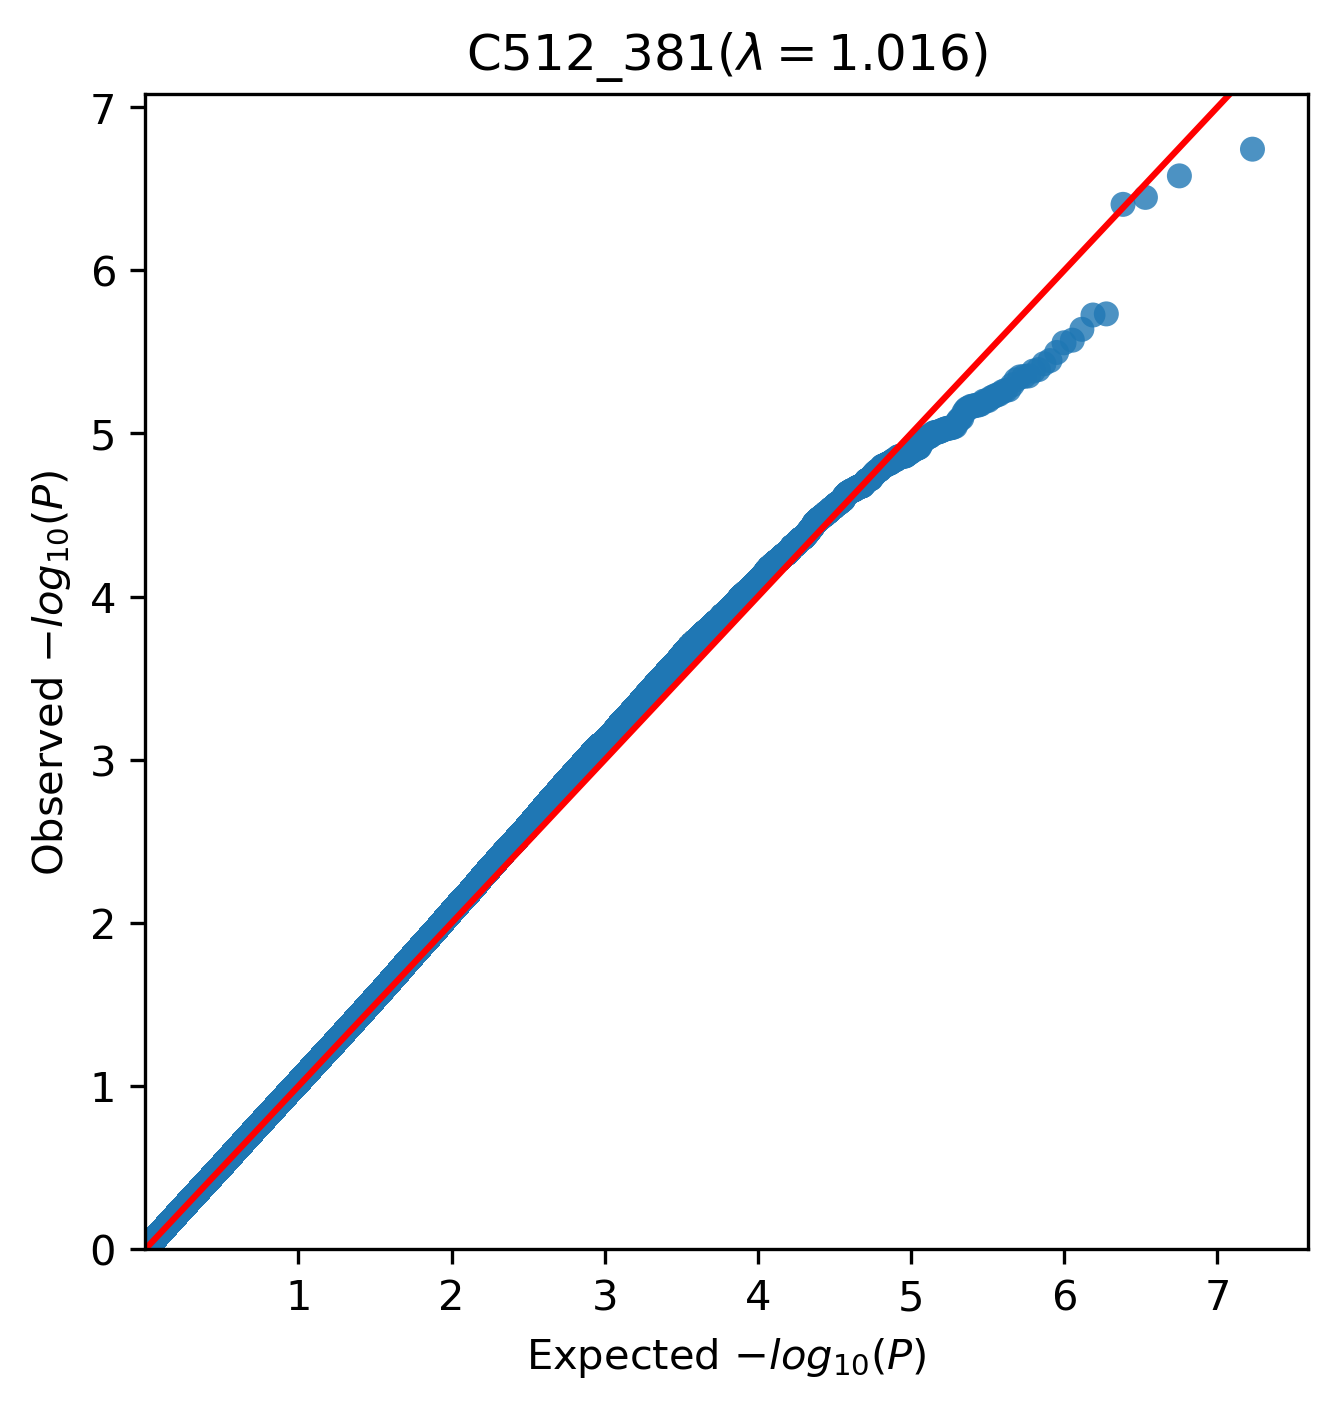 C512_381(λ = 1.016)
7
6
5
4
3
2
1
0
Observed −log₁₀(P)
1 2 3 4 5 6 7
Expected −log₁₀(P)